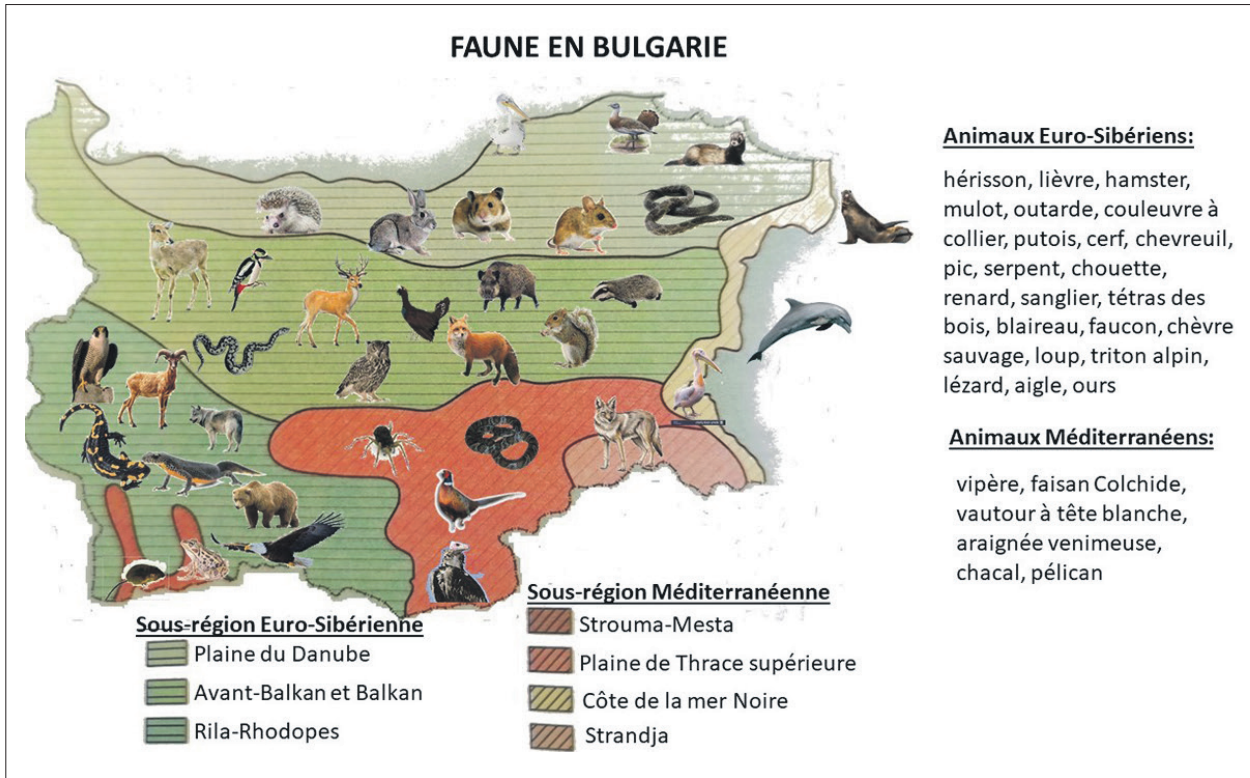 FAUNE EN BULGARIE
Animaux Euro-Sibériens:
hérisson, lièvre, hamster,
mulot, outarde, couleuvre à
collier, putois, cerf, chevreuil,
pic, serpent, chouette,
renard, sanglier, tétras des
bois, blaireau, faucon, chèvre
sauvage, loup, triton alpin,
lézard, aigle, ours
Animaux Méditerranéens:
vipère, faisan Colchide,
vautour à tête blanche,
araignée venimeuse,
chacal, pélican
Sous-région Euro-Sibérienne
Plaine du Danube
Avant-Balkan et Balkan
Rila-Rhodopes
Sous-région Méditerranéenne
Strouma-Mesta
Plaine de Thrace supérieure
Côte de la mer Noire
Strandja